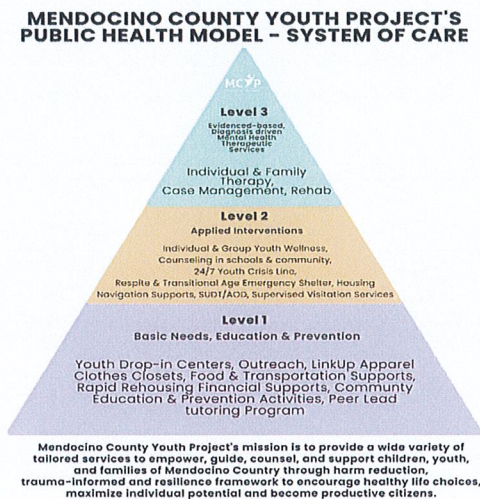 MENDOCINO COUNTY YOUTH PROJECT'S
PUBLIC HEALTH MODEL – SYSTEM OF CARE
MCYP
Level 3
Evidenced-based,
Diagnosis driven
Mental Health
Therapeutic
Services
Individual & Family
Therapy,
Case Management, Rehab
Level 2
Applied Interventions
Individual & Group Youth Wellness,
Counseling in schools & community,
24/7 Youth Crisis Line,
Respite & Transitional Age Emergency Shelter, Housing
Navigation Supports, SUDT/AOD, Supervised Visitation Services
Level 1
Basic Needs, Education & Prevention
Youth Drop-in Centers, Outreach, LinkUp Apparel
Clothes Closets, Food & Transportation Supports,
Rapid Rehousing Financial Supports, Communty
Education & Prevention Activities, Peer Lead
tutoring Program
Mendocino County Youth Project's mission is to provide a wide variety of
tailored services to empower, guide, counsel, and support children, youth,
and families of Mendocino Country through harm reduction,
trauma-informed and resilience framework to encourage healthy life choices,
maximize individual potential and become productive citizens.